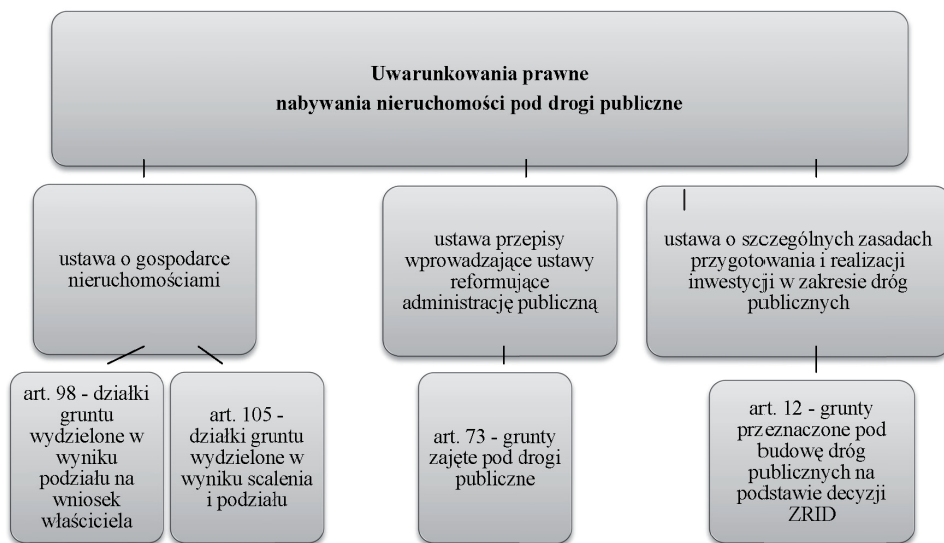 Uwarunkowania prawne
nabywania nieruchomości pod drogi publiczne
ustawa o gospodarce
nieruchomościami
ustawa przepisy
wprowadzające ustawy
reformujące
administrację publiczną
ustawa o szczególnych zasadach
przygotowania i realizacji
inwestycji w zakresie dróg
publicznych
art. 98 - działki
gruntu
wydzielone w
wyniku
podziału na
wniosek
właściciela
art. 105 -
działki gruntu
wydzielone w
wyniku scalenia
i podziału
art. 73 - grunty
zajęte pod drogi
publiczne
art. 12 - grunty
przeznaczone pod
budowę dróg
publicznych na
podstawie decyzji
ZRID